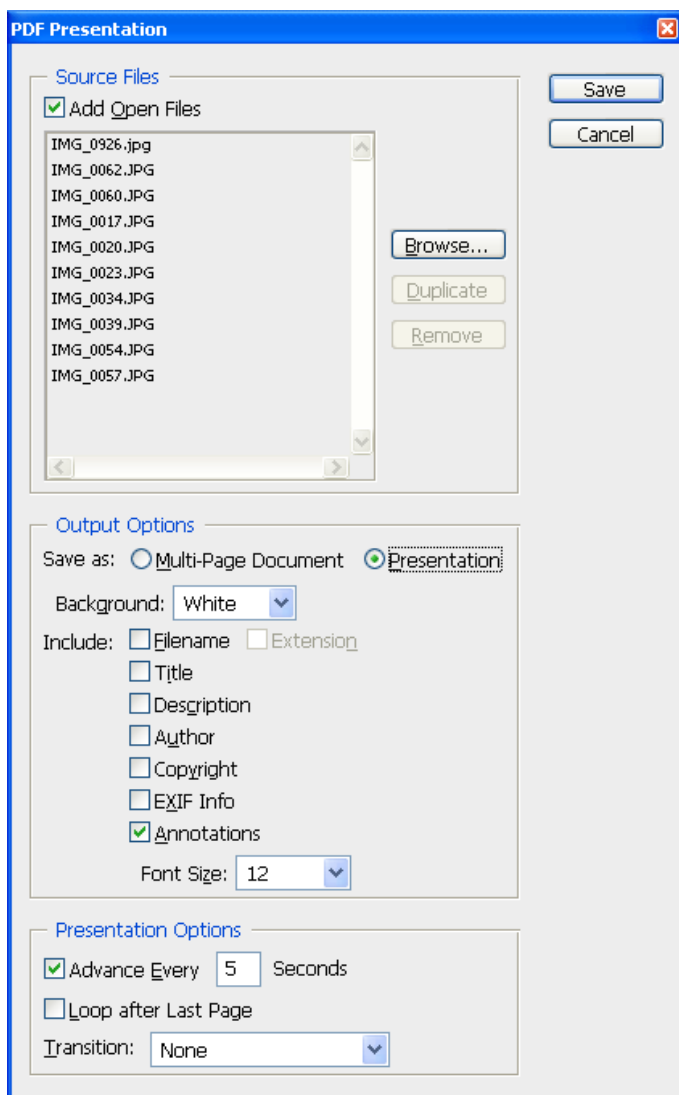 PDF Presentation
Source Files
Add Open Files
IMG_0926.jpg
IMG_0062.JPG
IMG_0060.JPG
IMG_0017.JPG
IMG_0020.JPG
IMG_0023.JPG
IMG_0034.JPG
IMG_0039.JPG
IMG_0054.JPG
IMG_0057.JPG
Browse...
Duplicate
Remove
Save
Cancel
Output Options
Save as: Multi-Page Document Presentation
Background: White
Include: Filename Extension
Title
Description
Author
Copyright
EXIF Info
Annotations
Font Size: 12
Presentation Options
Advance Every 5 Seconds
Loop after Last Page
Transition: None